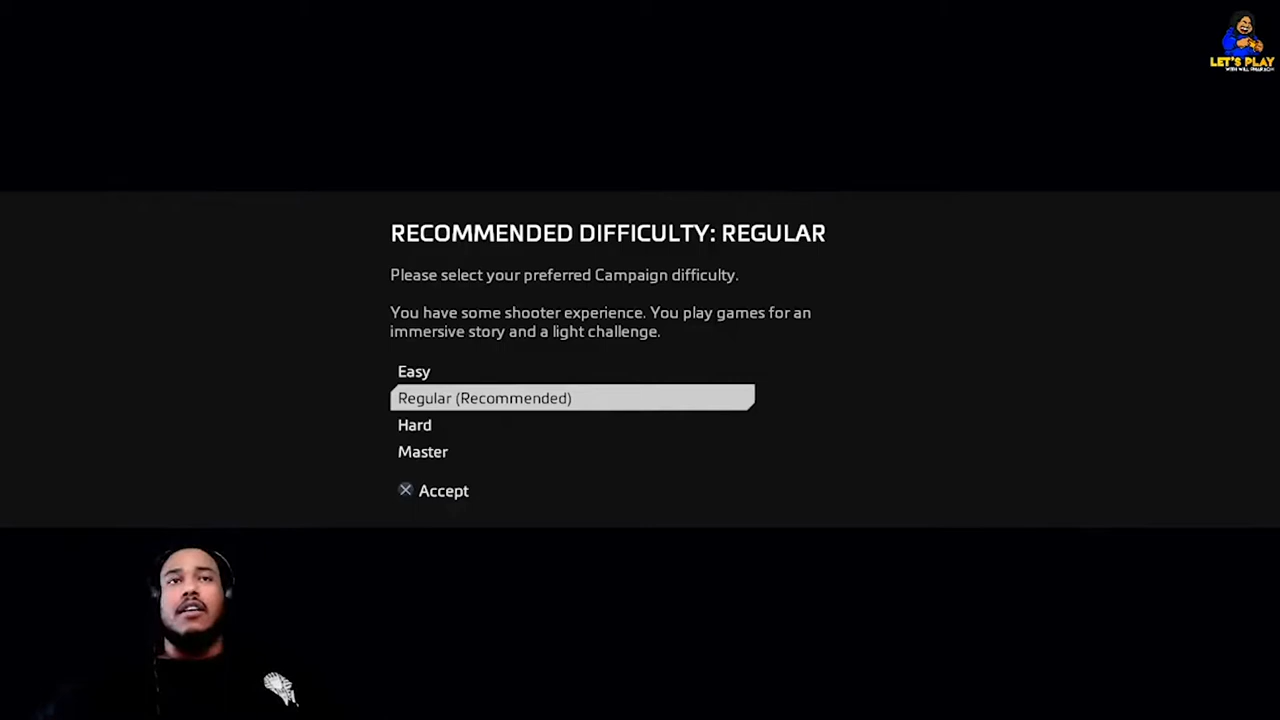 LET'S PLAY
RECOMMENDED DIFFICULTY: REGULAR
Please select your preferred Campaign difficulty.
You have some shooter experience. You play games for an
immersive story and a light challenge.
Easy
Regular (Recommended)
Hard
Master
Accept